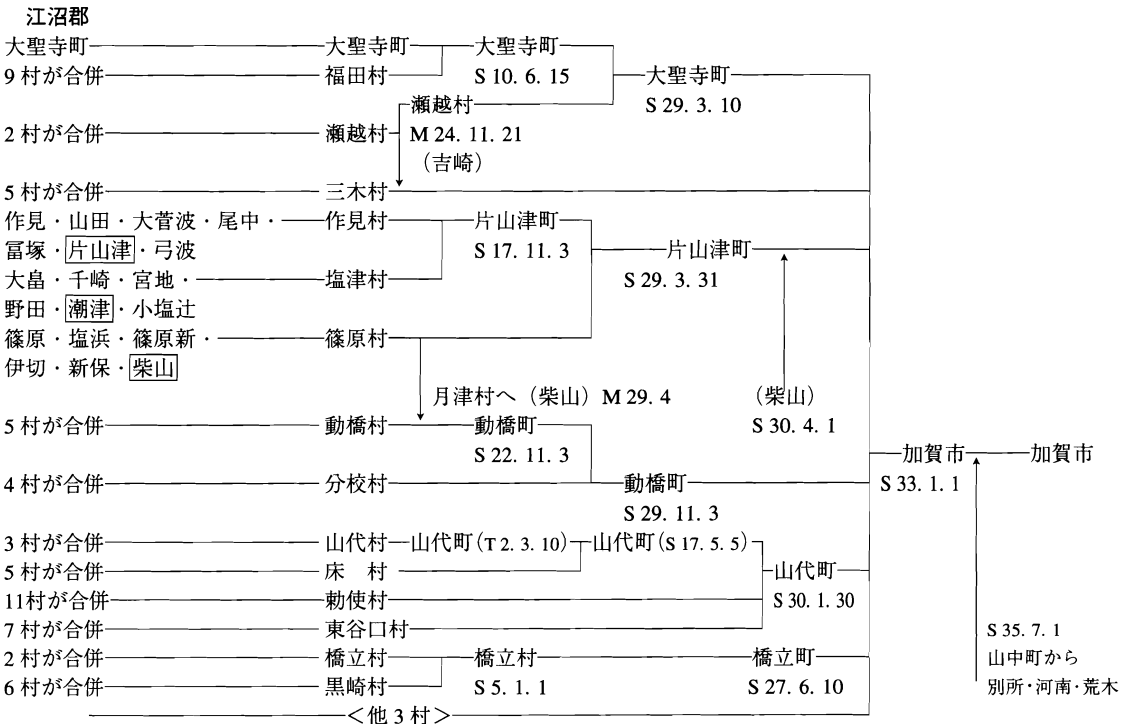 江沼郡
大聖寺町 大聖寺町 大聖寺町
9村が合併 福田村 S 10. 6. 15 大聖寺町
S 29. 3. 10
瀬越村
2村が合併 瀬越村 M 24. 11. 21
（吉崎）
5村が合併 三木村
作見・山田・大菅波・尾中・ 作見村 片山津町
冨塚・片山津・弓波 S 17. 11. 3 片山津町
大畠・千崎・宮地・ 塩津村 S 29. 3. 31
野田・潮津・小塩辻
篠原・塩浜・篠原新・ 篠原村
伊切・新保・柴山
月津村へ（柴山）M 29. 4 （柴山）
5村が合併 動橋村 動橋町 S 30. 4. 1
S 22. 11. 3 加賀市 加賀市
4村が合併 分校村 動橋町 S 33. 1. 1
S 29. 11. 3
3村が合併 山代村 山代町(T 2. 3. 10) 山代町(S 17. 5. 5)
5村が合併 床 村 山代町
11村が合併 勅使村 S 30. 1. 30
7村が合併 東谷口村 S 35. 7. 1
2村が合併 橋立村 橋立村 橋立町 山中町から
6村が合併 黒崎村 S 5. 1. 1 S 27. 6. 10 別所・河南・荒木
＜他3村＞